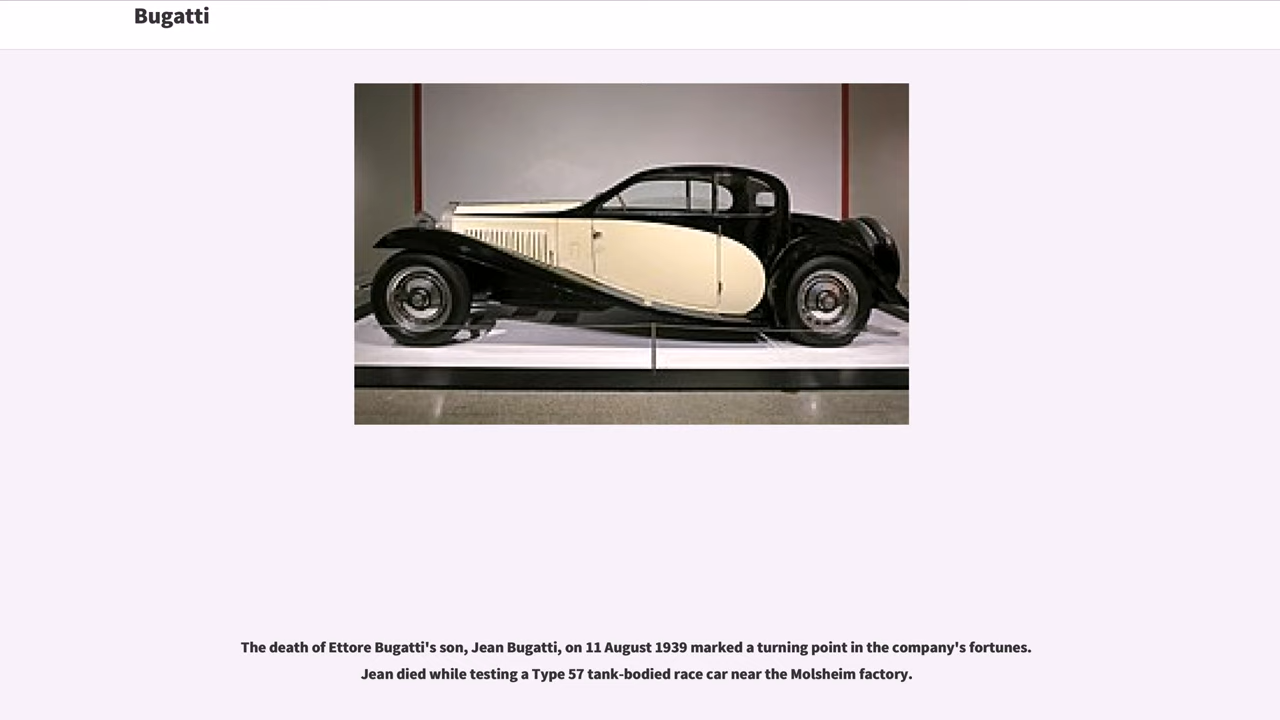 Bugatti
The death of Ettore Bugatti's son, Jean Bugatti, on 11 August 1939 marked a turning point in the company's fortunes.
Jean died while testing a Type 57 tank-bodied race car near the Molsheim factory.